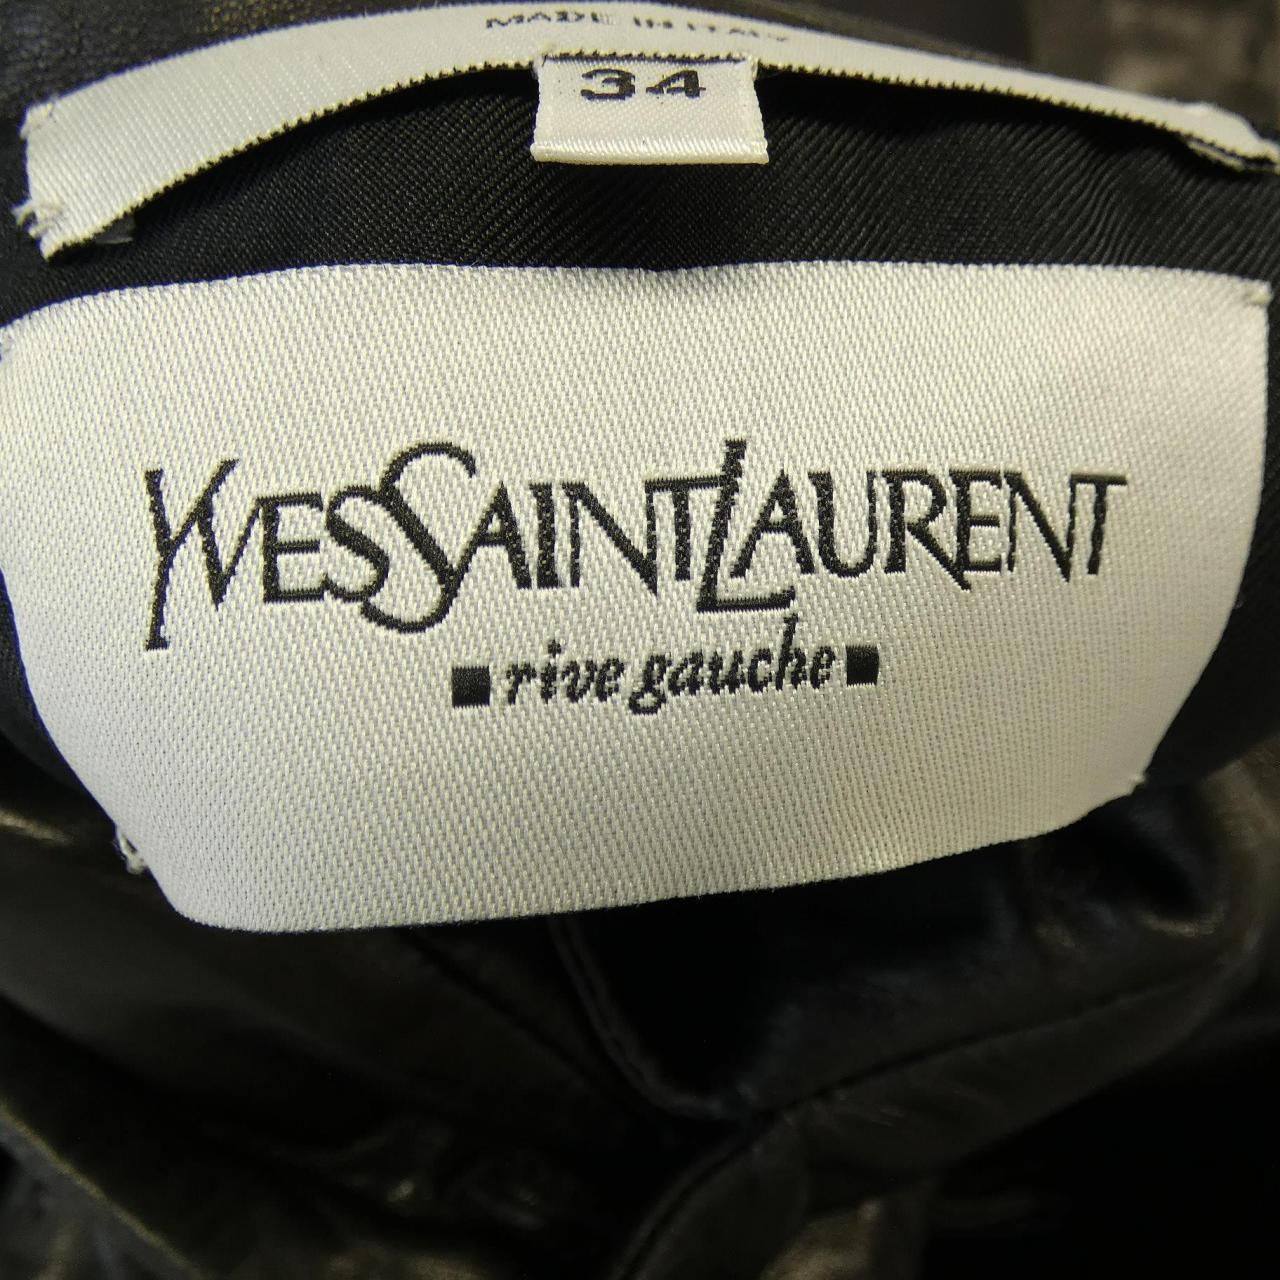 MADE IN ITALY
34
YVESSAINTLAURENT
▪rive gauche▪